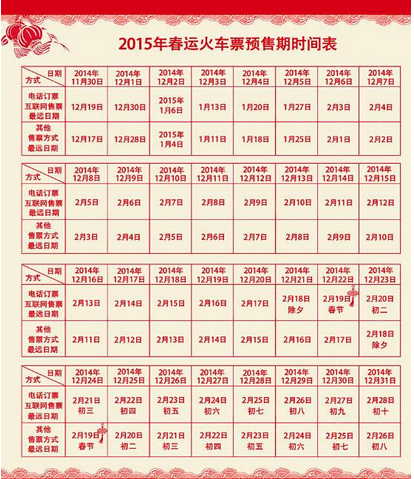 2015年春运火车票预售期时间表
日期 2014年 2014年 2014年 2014年 2014年 2014年 2014年 2014年
方式 11月30日 12月1日 12月2日 12月3日 12月4日 12月5日 12月6日 12月7日
电话订票 2015年
互联网售票 12月19日 12月30日 1月6日 1月13日 1月20日 1月27日 2月3日 2月4日
最远日期
其他 2015年
售票方式 12月17日 12月28日 1月4日 1月11日 1月18日 1月25日 2月1日 2月2日
最远日期
日期 2014年 2014年 2014年 2014年 2014年 2014年 2014年 2014年
方式 12月8日 12月9日 12月10日 12月11日 12月12日 12月13日 12月14日 12月15日
电话订票
互联网售票 2月5日 2月6日 2月7日 2月8日 2月9日 2月10日 2月11日 2月12日
最远日期
其他
售票方式 2月3日 2月4日 2月5日 2月6日 2月7日 2月8日 2月9日 2月10日
最远日期
日期 2014年 2014年 2014年 2014年 2014年 2014年 2014年 2014年
方式 12月16日 12月17日 12月18日 12月19日 12月20日 12月21日 12月22日 12月23日
电话订票 2月18日 2月19日 2月20日
互联网售票 2月13日 2月14日 2月15日 2月16日 2月17日 除夕 春节 初二
最远日期
其他 2月18日
售票方式 2月11日 2月12日 2月13日 2月14日 2月15日 2月16日 2月17日 除夕
最远日期
日期 2014年 2014年 2014年 2014年 2014年 2014年 2014年 2014年
方式 12月24日 12月25日 12月26日 12月27日 12月28日 12月29日 12月30日 12月31日
电话订票 2月21日 2月22日 2月23日 2月24日 2月25日 2月26日 2月27日 2月28日
互联网售票 初三 初四 初五 初六 初七 初八 初九 初十
最远日期
其他 2月19日 2月20日 2月21日 2月22日 2月23日 2月24日 2月25日 2月26日
售票方式 春节 初二 初三 初四 初五 初六 初七 初八
最远日期